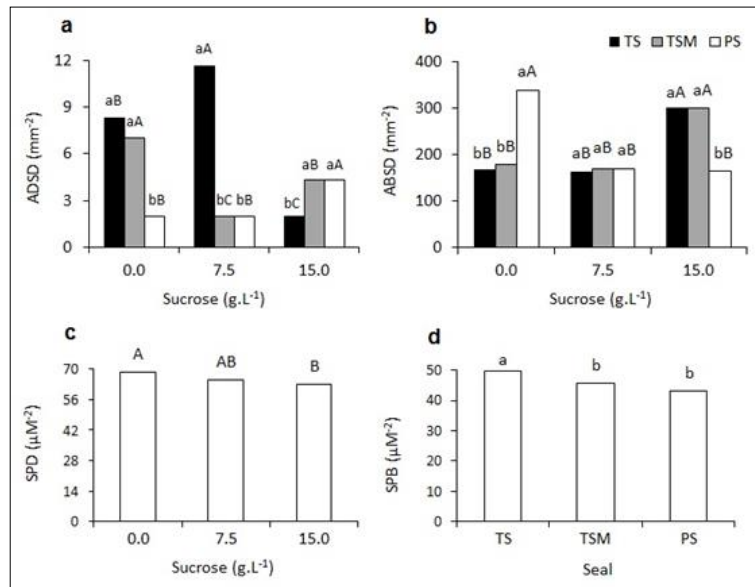 a
12
9
6
3
0
ADSD (mm⁻²)
aB
aA
bB
aA
bC
bB
bC
aB
aA
0.0 7.5 15.0
Sucrose (g.L⁻¹)
b
TS TSM PS
400
300
200
100
0
ABSD (mm⁻²)
bB
bB
aA
aB
aB
aB
aA
aA
bB
0.0 7.5 15.0
Sucrose (g.L⁻¹)
c
70
56
42
28
14
0
SPD (µM⁻²)
A
AB
B
0.0 7.5 15.0
Sucrose (g.L⁻¹)
d
50
40
30
20
10
0
SPB (µM⁻²)
a
b
b
TS TSM PS
Seal